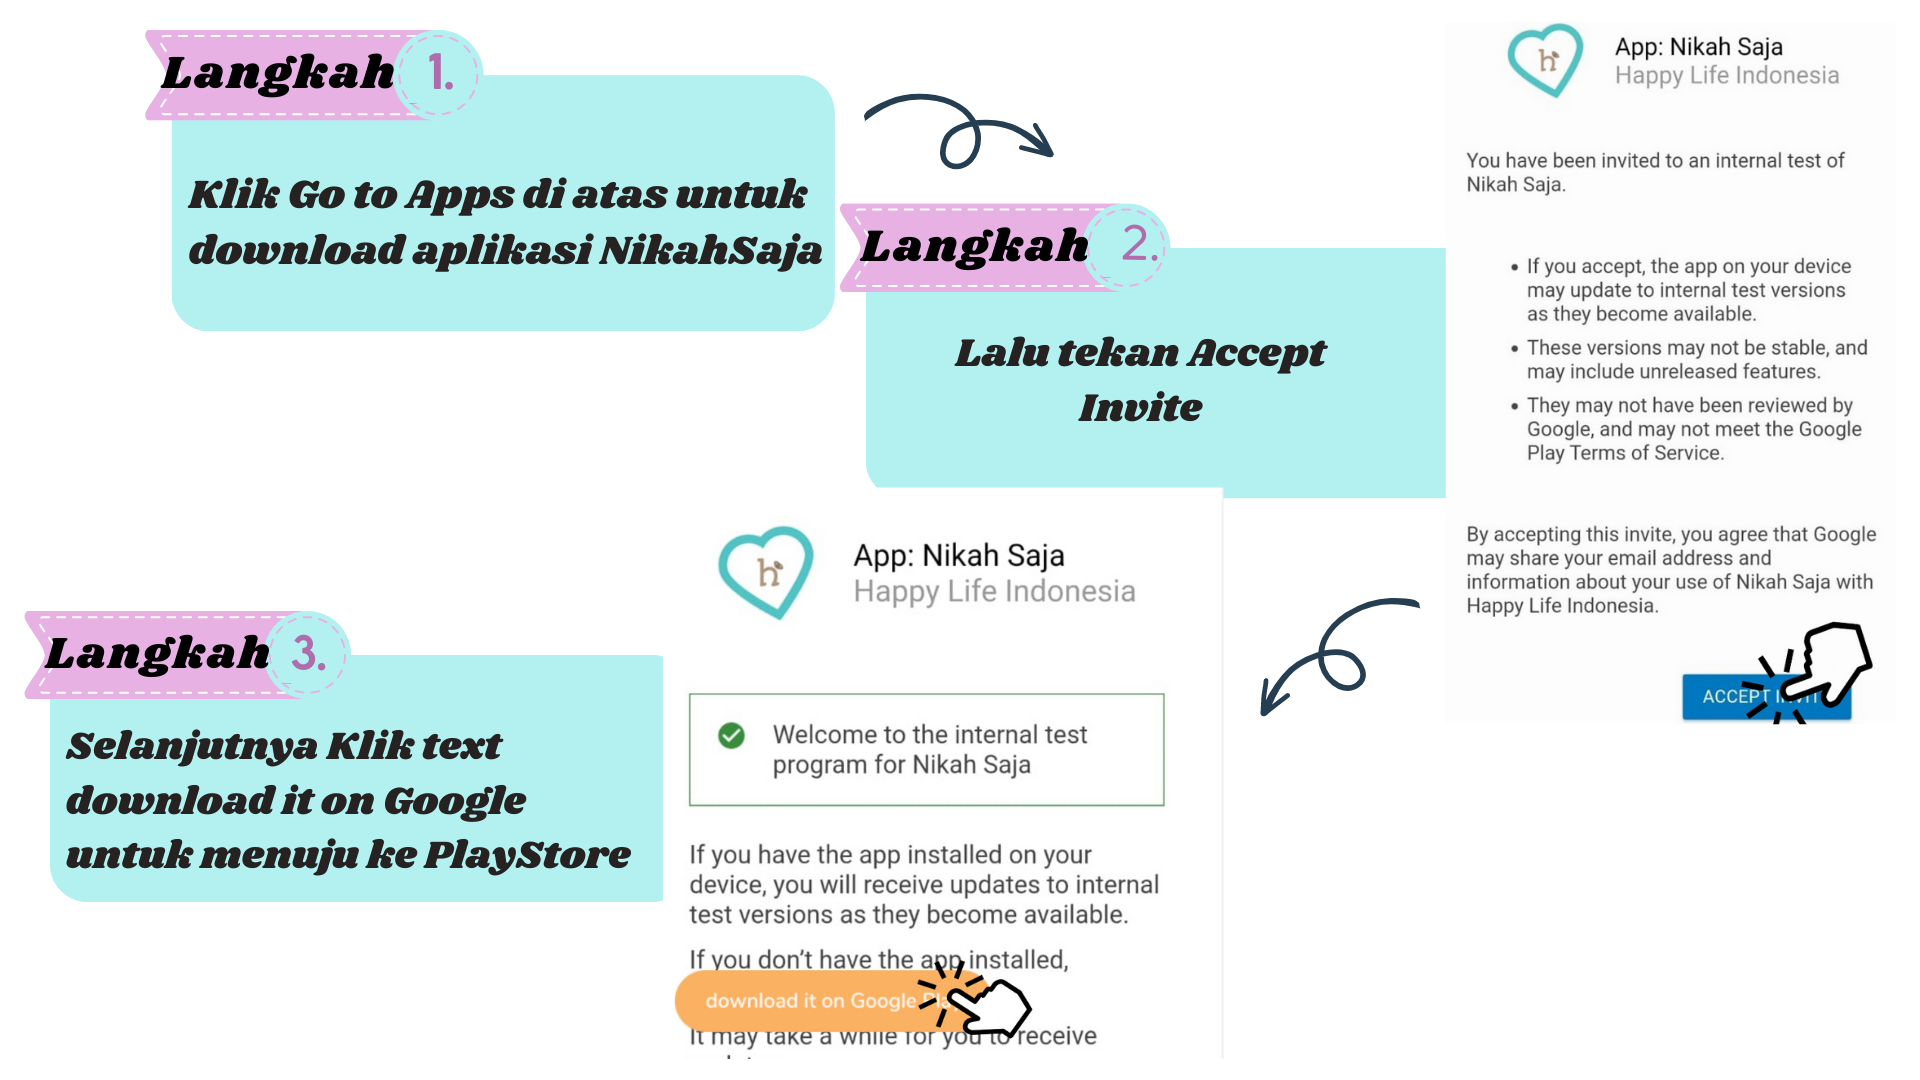 Langkah 1.
Klik Go to Apps di atas untuk
download aplikasi NikahSaja
Langkah 2.
Lalu tekan Accept
Invite
h
App: Nikah Saja
Happy Life Indonesia
You have been invited to an internal test of
Nikah Saja.
• If you accept, the app on your device
may update to internal test versions
as they become available.
• These versions may not be stable, and
may include unreleased features.
• They may not have been reviewed by
Google, and may not meet the Google
Play Terms of Service.
By accepting this invite, you agree that Google
may share your email address and
information about your use of Nikah Saja with
Happy Life Indonesia.
ACCEPT
Langkah 3.
Selanjutnya Klik text
download it on Google
untuk menuju ke PlayStore
h
App: Nikah Saja
Happy Life Indonesia
Welcome to the internal test
program for Nikah Saja
If you have the app installed on your
device, you will receive updates to internal
test versions as they become available.
If you don't have the app installed,
download it on Google
It may take a while for you to receive